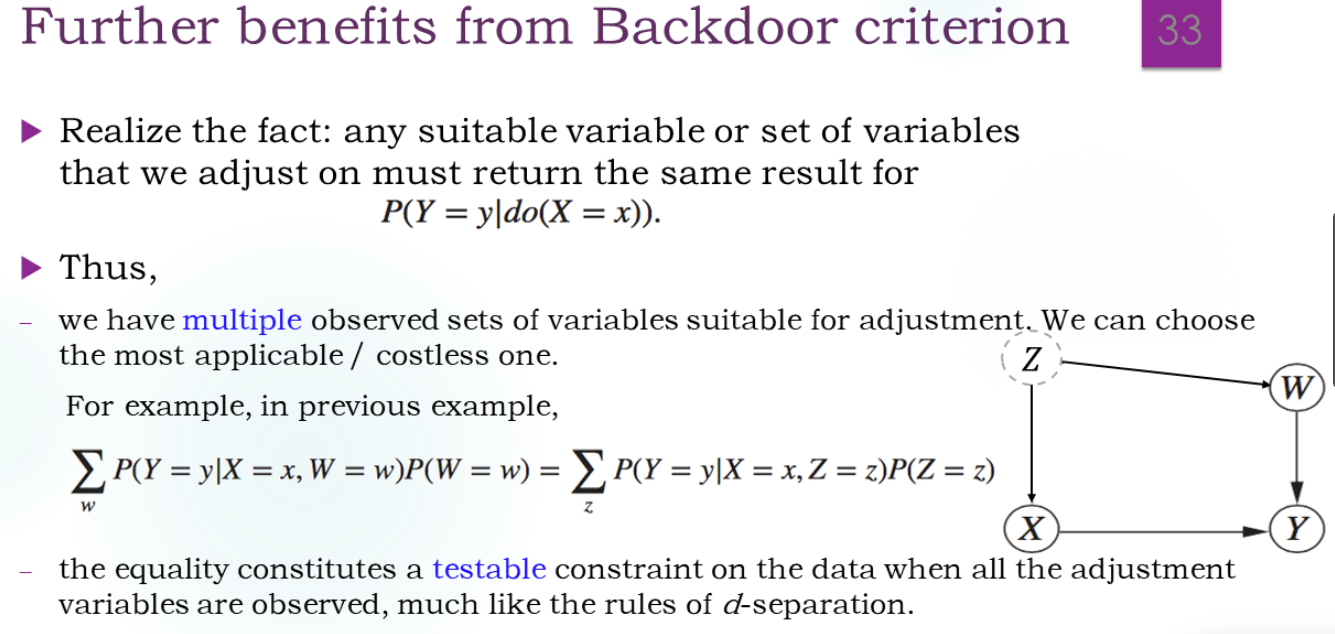 Further benefits from Backdoor criterion
33
Realize the fact: any suitable variable or set of variables
that we adjust on must return the same result for
P(Y = y|do(X = x)).
Thus,
– we have multiple observed sets of variables suitable for adjustment. We can choose
the most applicable / costless one.
For example, in previous example,
∑_w P(Y = y|X = x, W = w)P(W = w) = ∑_z P(Y = y|X = x, Z = z)P(Z = z)
– the equality constitutes a testable constraint on the data when all the adjustment
variables are observed, much like the rules of d-separation.
Z
W
X
Y